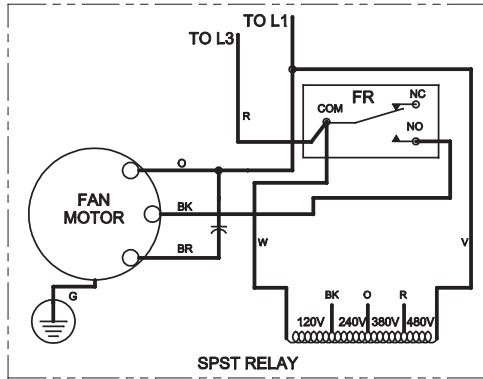 TO L1
TO L3
FR
NC
COM
NO
R
O
FAN
MOTOR
BK
BR
G
W
V
BK O R
120V 240V 380V 480V
SPST RELAY